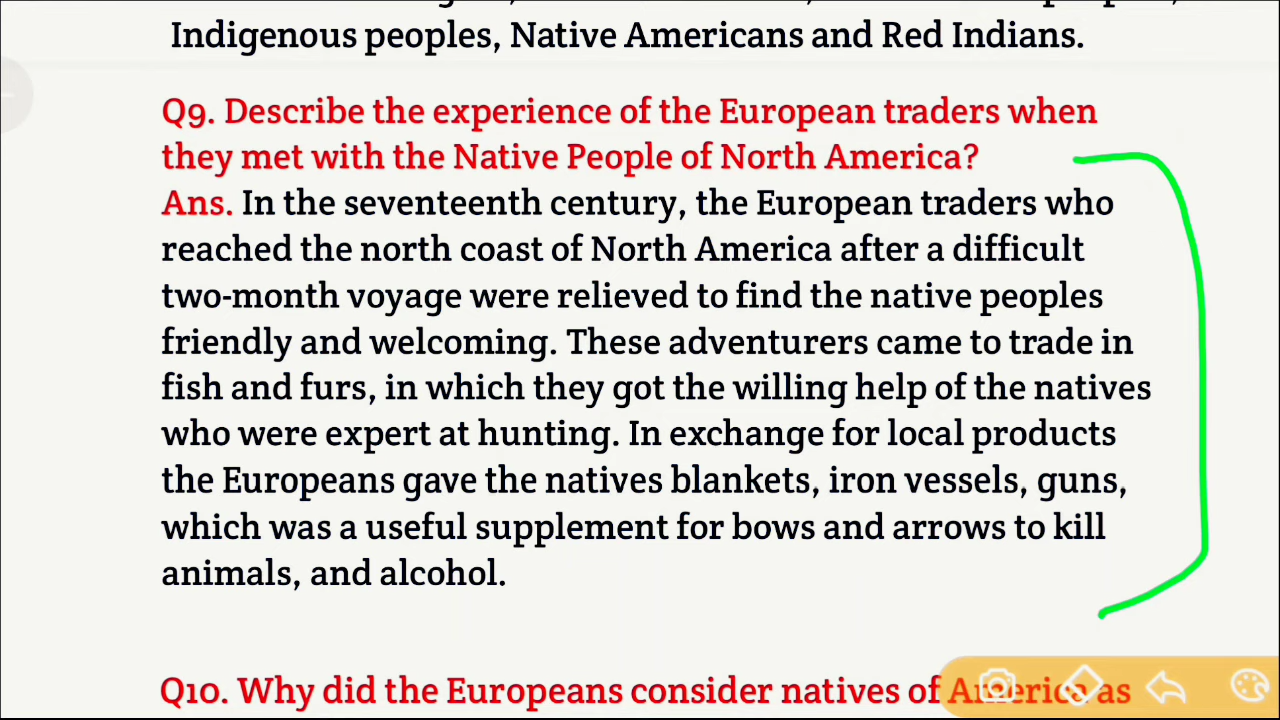 Indigenous peoples, Native Americans and Red Indians.
Q9. Describe the experience of the European traders when
they met with the Native People of North America?
Ans. In the seventeenth century, the European traders who
reached the north coast of North America after a difficult
two-month voyage were relieved to find the native peoples
friendly and welcoming. These adventurers came to trade in
fish and furs, in which they got the willing help of the natives
who were expert at hunting. In exchange for local products
the Europeans gave the natives blankets, iron vessels, guns,
which was a useful supplement for bows and arrows to kill
animals, and alcohol.
Q10. Why did the Europeans consider natives of America as